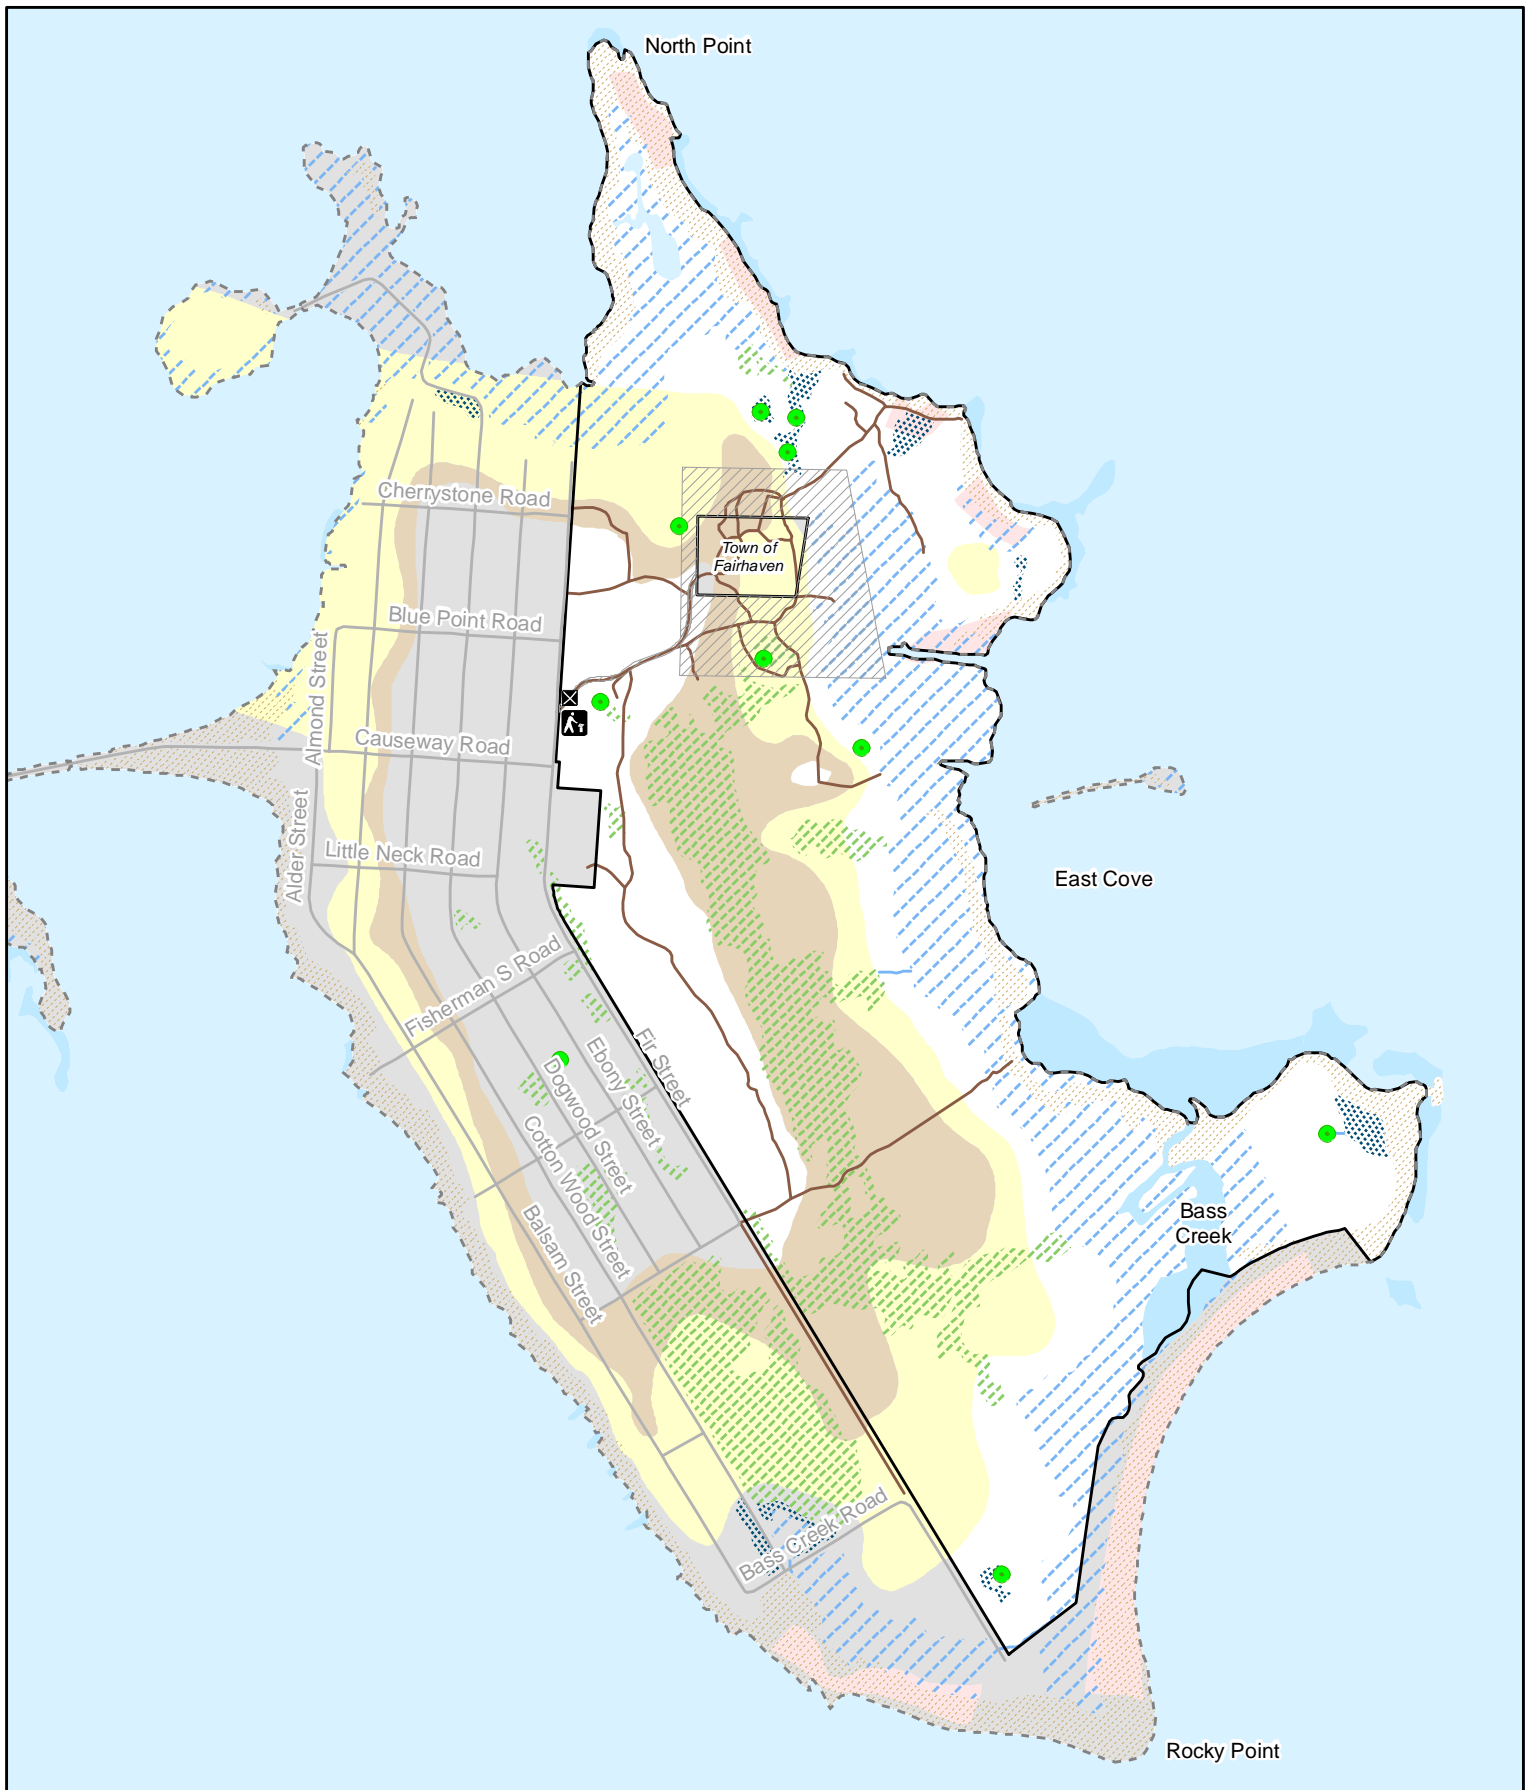 North Point
Cherrystone Road
Town of
Fairhaven
Blue Point Road
Almond Street
Causeway Road
Alder Street
Little Neck Road
East Cove
Fisherman S Road
Fir Street
Ebony Street
Dogwood Street
Cotton Wood Street
Balsam Street
Bass
Creek
Bass Creek Road
Rocky Point